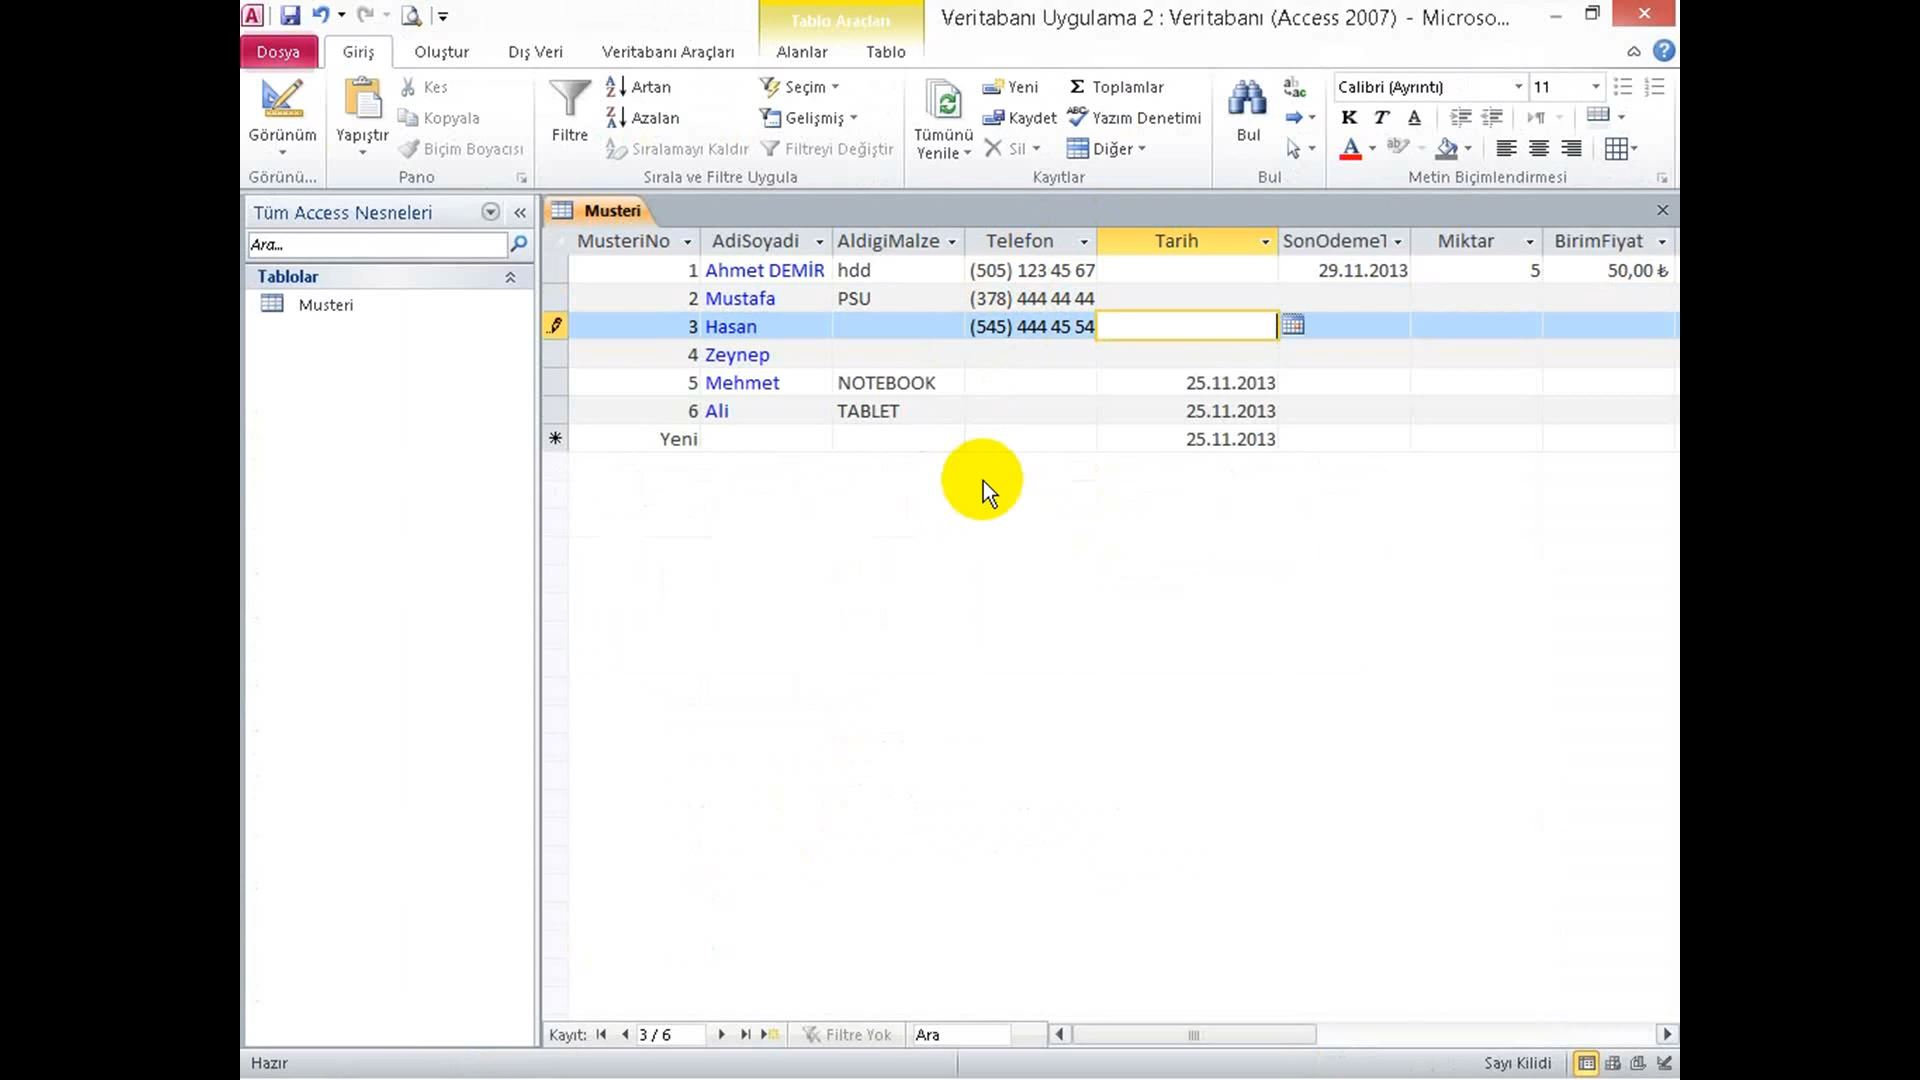 Tablo Araçları
Veritabanı Uygulama 2 : Veritabanı (Access 2007) - Microso...
Dosya Giriş Oluştur Dış Veri Veritabanı Araçları Alanlar Tablo
Görünüm
Görünü...
Yapıştır
Kes
Kopyala
Biçim Boyacısı
Pano
Filtre
Artan
Azalan
Sıralamayı Kaldır
Seçim
Gelişmiş
Filtreyi Değiştir
Sırala ve Filtre Uygula
Tümünü
Yenile
Yeni
Kaydet
Sil
Toplamlar
Yazım Denetimi
Diğer
Kayıtlar
Bul
Bul
Calibri (Ayrıntı) 11
K T A
Metin Biçimlendirmesi
Tüm Access Nesneleri
Ara...
Tablolar
Musteri
Musteri
MusteriNo AdiSoyadi AldigiMalze Telefon Tarih SonOdemeT Miktar BirimFiyat
1 Ahmet DEMİR hdd (505) 123 45 67 29.11.2013 5 50,00 ₺
2 Mustafa PSU (378) 444 44 44
3 Hasan (545) 444 45 54
4 Zeynep
5 Mehmet NOTEBOOK 25.11.2013
6 Ali TABLET 25.11.2013
Yeni 25.11.2013
Kayıt: 3 / 6 Filtre Yok Ara
Hazır Sayı Kilidi